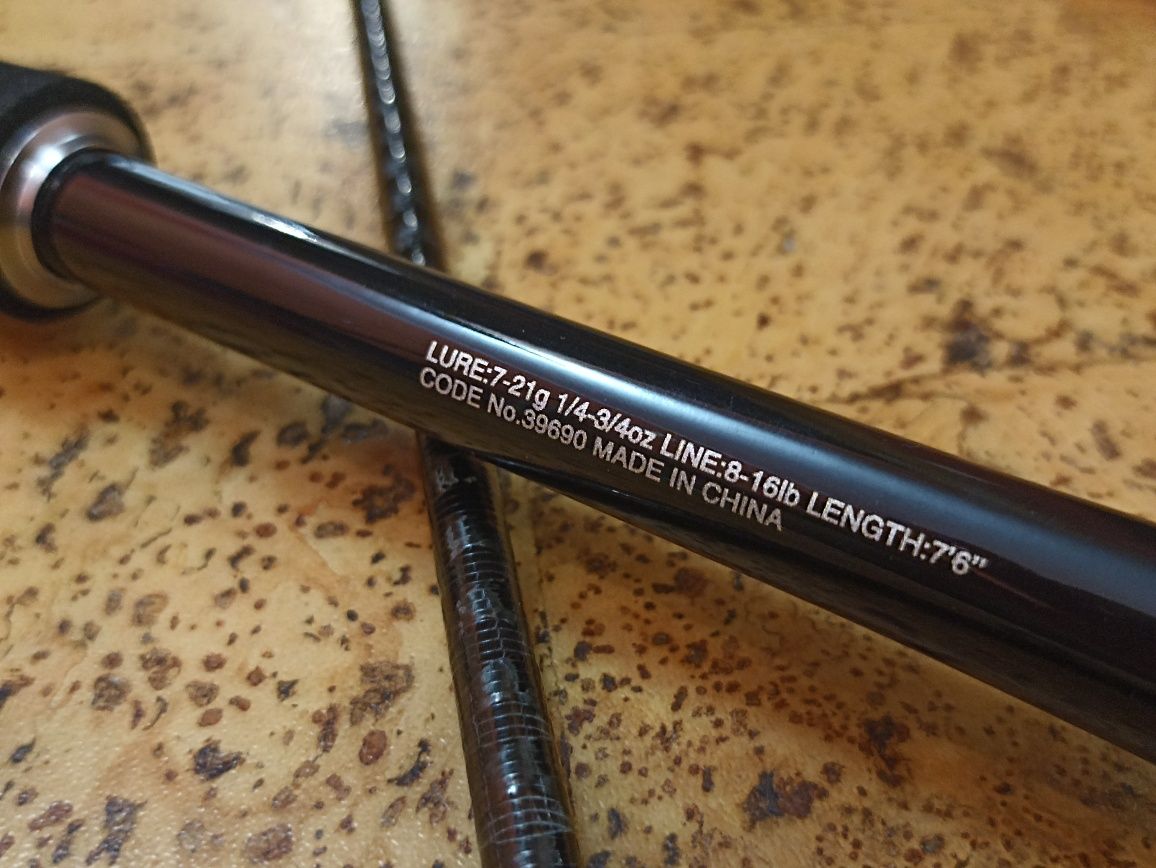 LURE:7-21g 1/4-3/4oz LINE:8-16lb LENGTH:7'6"
CODE No.39690 MADE IN CHINA